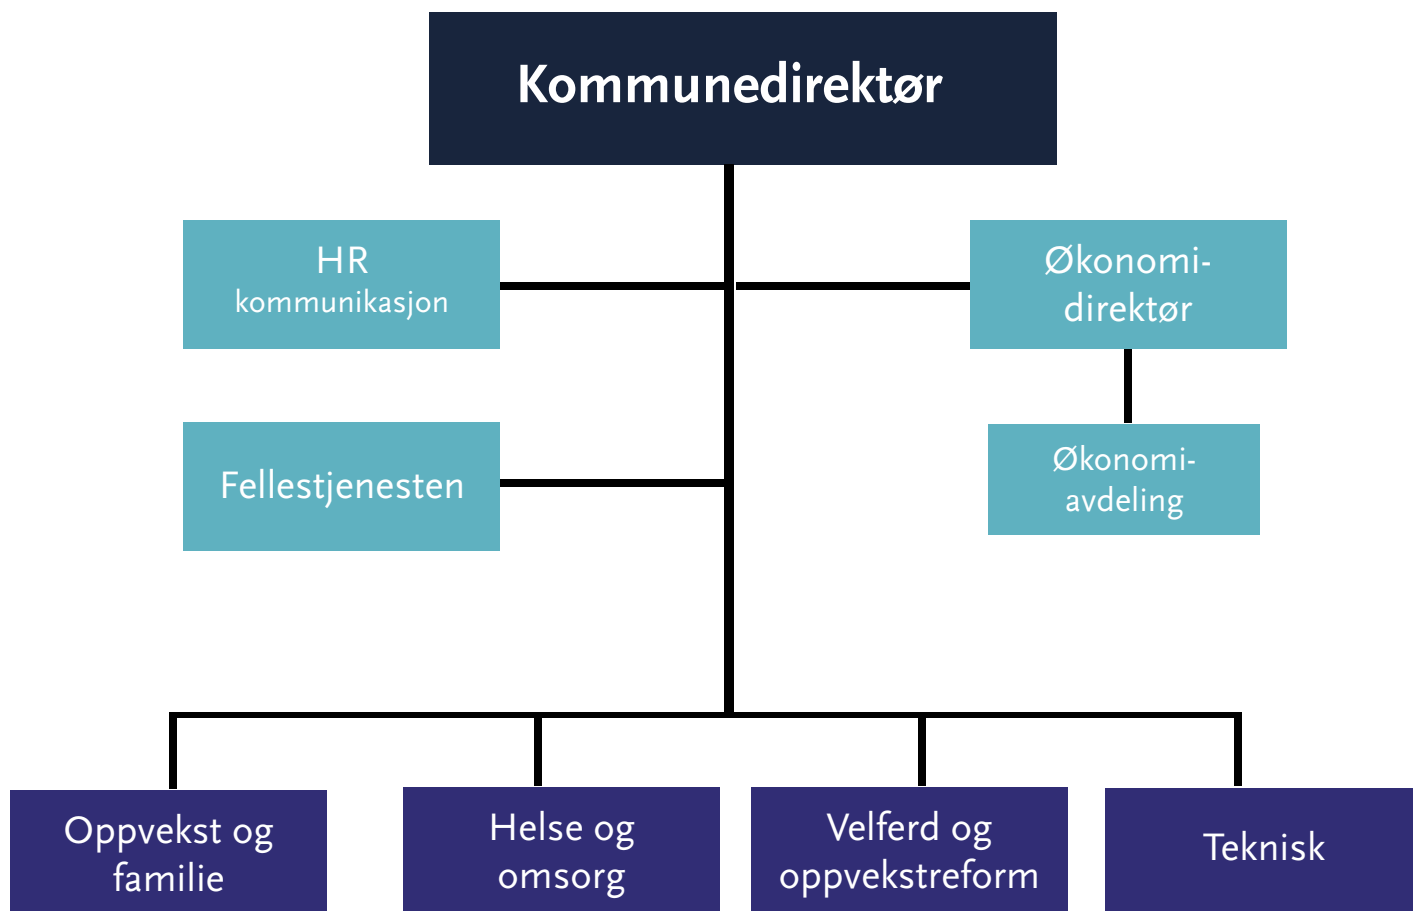 Kommunedirektør
HR
kommunikasjon
Økonomi-
direktør
Fellestjenesten
Økonomi-
avdeling
Oppvekst og
familie
Helse og
omsorg
Velferd og
oppvekstreform
Teknisk